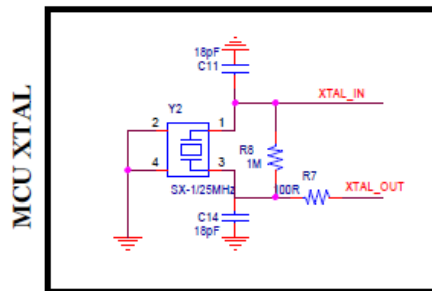 MCU XTAL
18pF
C11
XTAL_IN
Y2
2
1
R8
1M
4
3
R7
SX-1/25MHz
100R
XTAL_OUT
C14
18pF